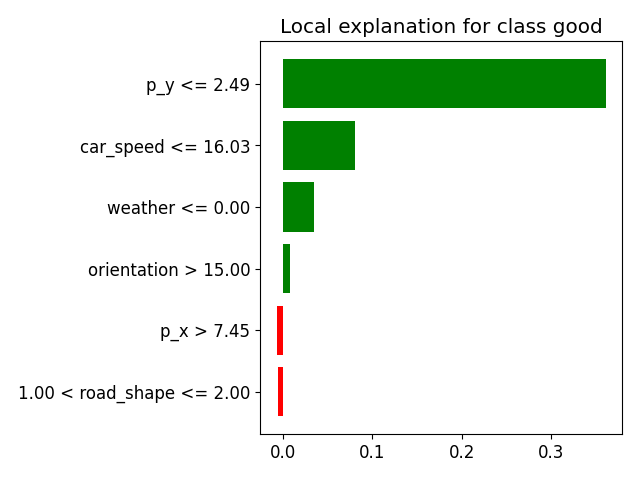 Local explanation for class good
p_y <= 2.49
car_speed <= 16.03
weather <= 0.00
orientation > 15.00
p_x > 7.45
1.00 < road_shape <= 2.00
0.0 0.1 0.2 0.3